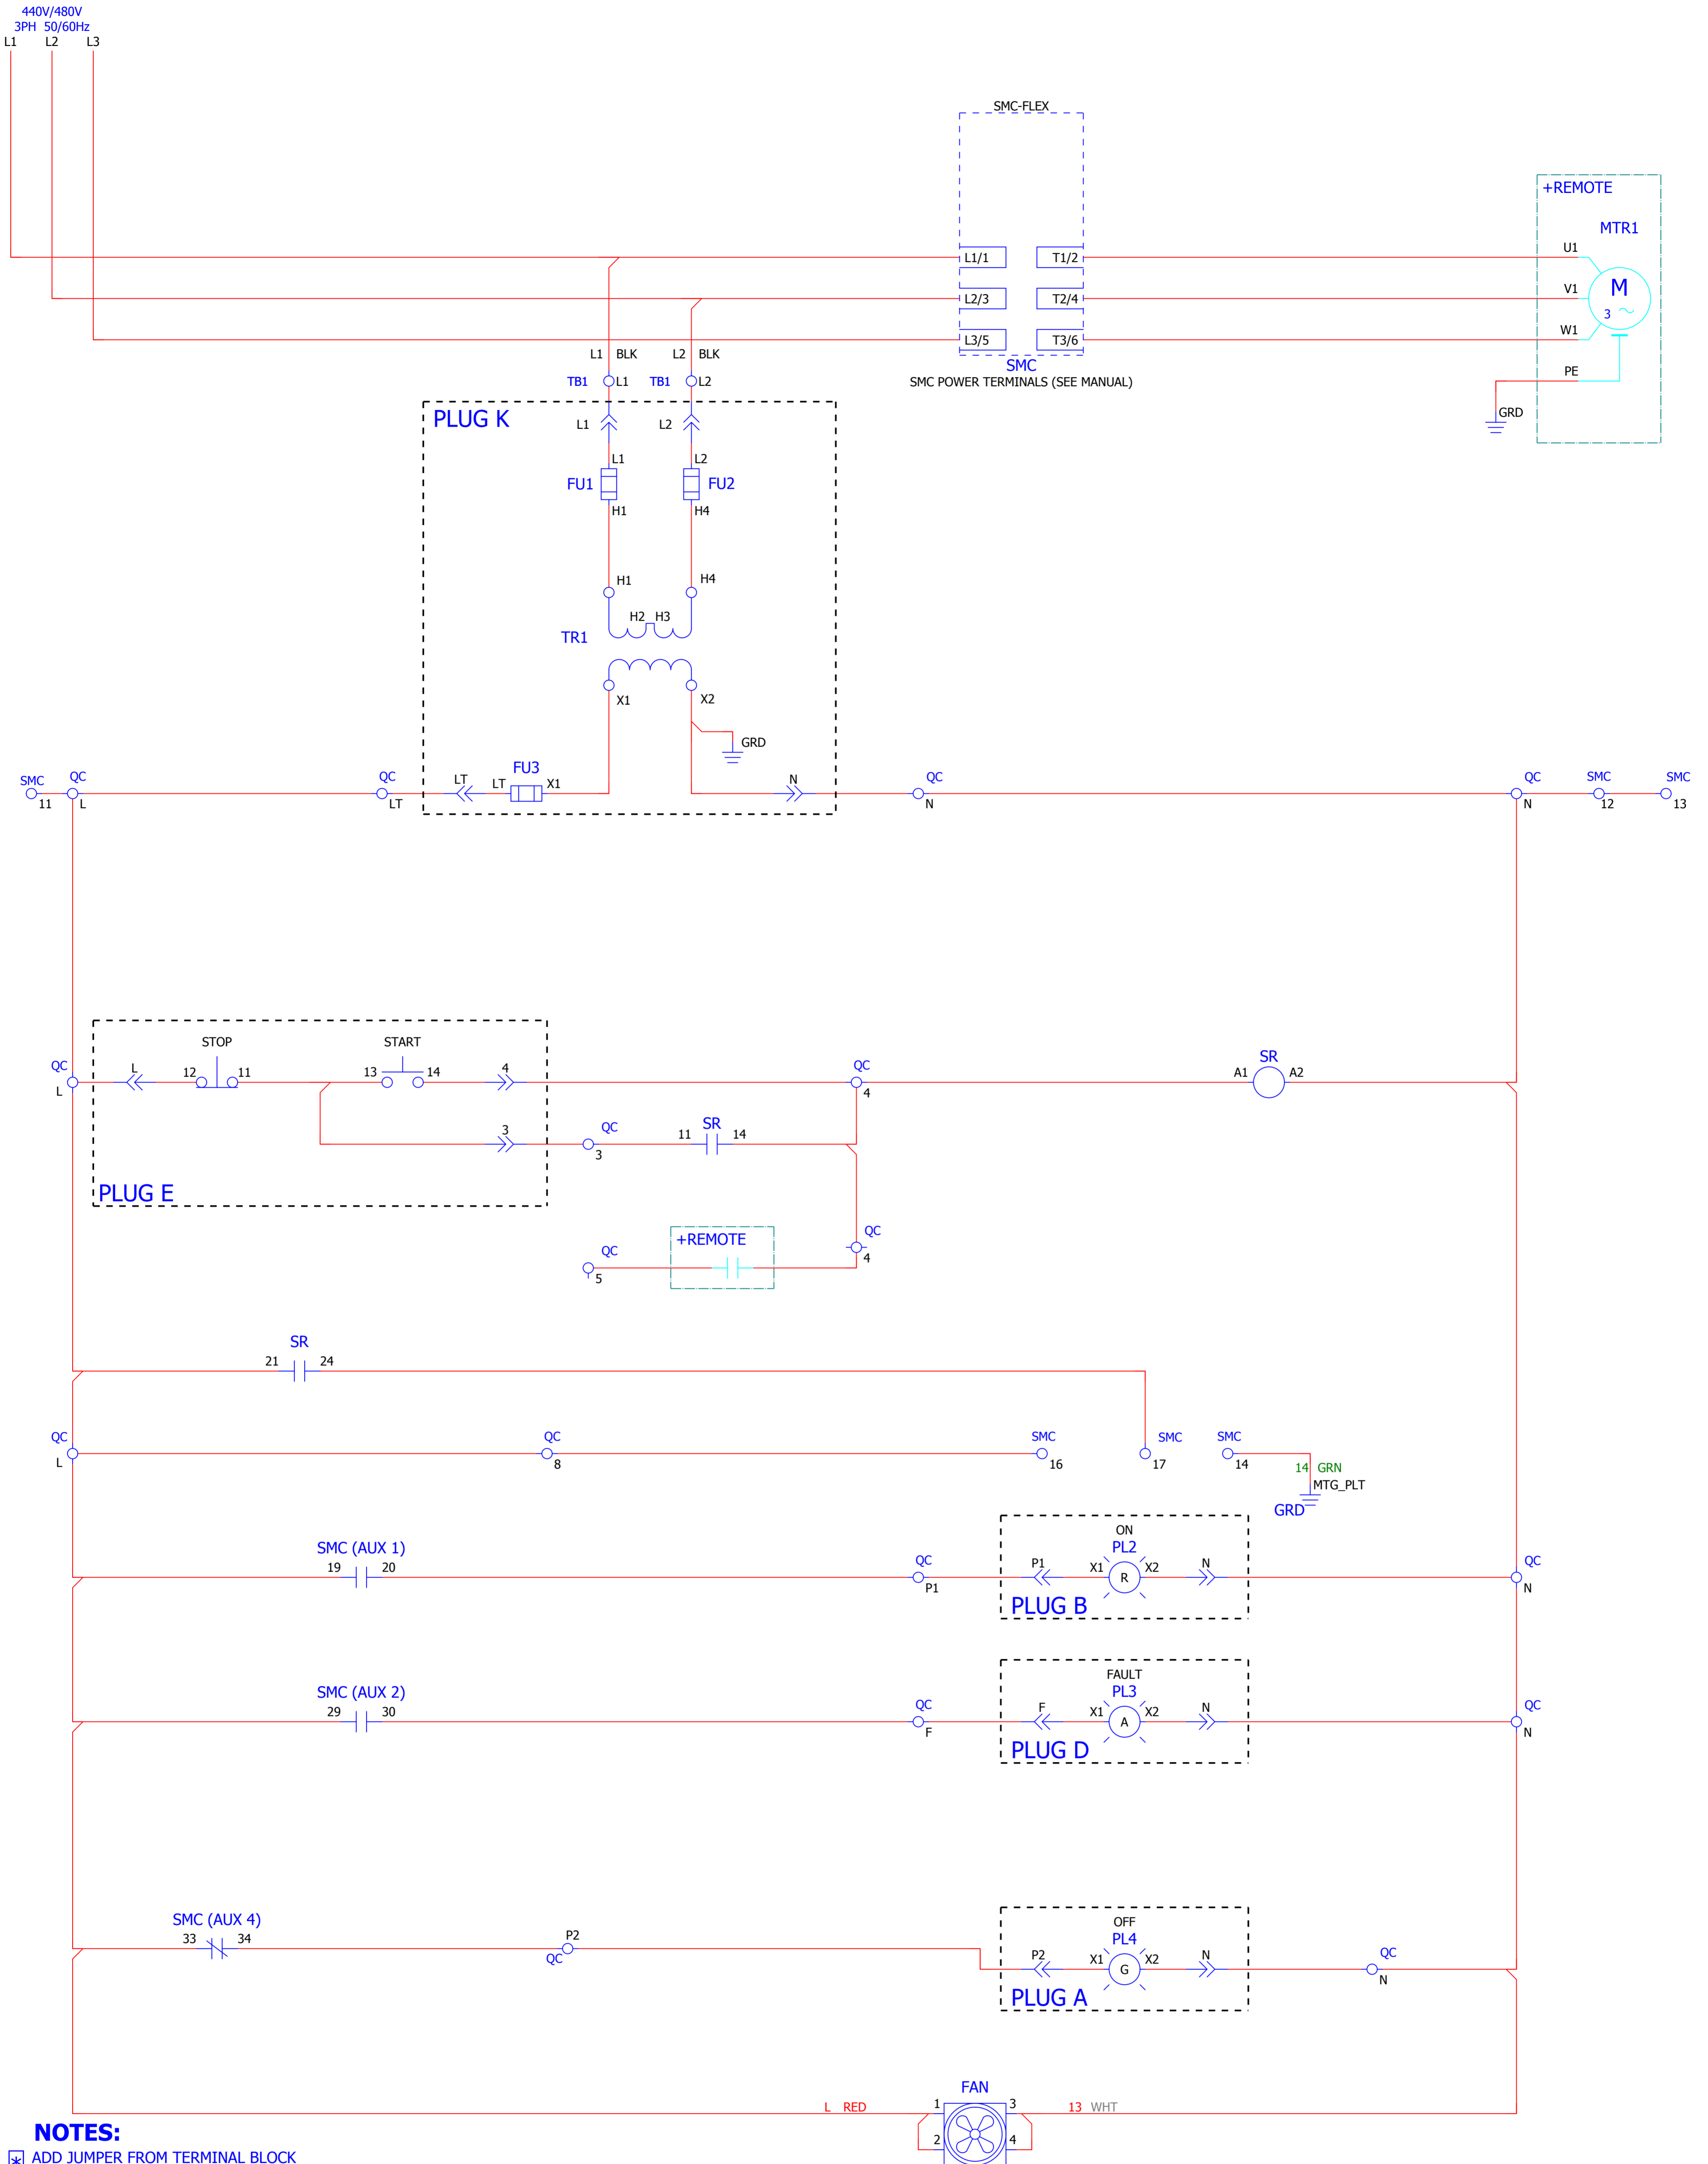 440V/480V
3PH 50/60Hz
L1 L2 L3
SMC-FLEX
+REMOTE
MTR1
L1/1 T1/2 U1
L2/3 T2/4 V1 M
3
L3/5 T3/6 W1
L1 BLK L2 BLK
SMC
SMC POWER TERMINALS (SEE MANUAL)
PE
TB1 L1 TB1 L2
GRD
PLUG K
L1 L2
L1 L2
FU1 FU2
H1 H4
H1 H4
H2 H3
TR1
X1 X2
GRD
SMC QC QC LT LT FU3 X1 N QC QC SMC SMC
11 L LT N N 12 13
STOP START
QC L 12 11 13 14 4 QC A1 SR A2
L 4
3 QC 11 SR 14
3
PLUG E
+REMOTE
QC QC
5 4
SR
21 24
QC QC SMC SMC SMC
L 8 16 17 14
14 GRN
MTG_PLT
GRD
SMC (AUX 1)
19 20
QC
P1
ON
PL2
P1 X1 R X2 N
PLUG B
QC
N
SMC (AUX 2)
29 30
QC
F
FAULT
PL3
F X1 A X2 N
PLUG D
QC
N
SMC (AUX 4)
33 34
P2
QC
OFF
PL4
P2 X1 G X2 N
PLUG A
QC
N
FAN
L RED 1 3 13 WHT
2 4
NOTES:
* ADD JUMPER FROM TERMINAL BLOCK